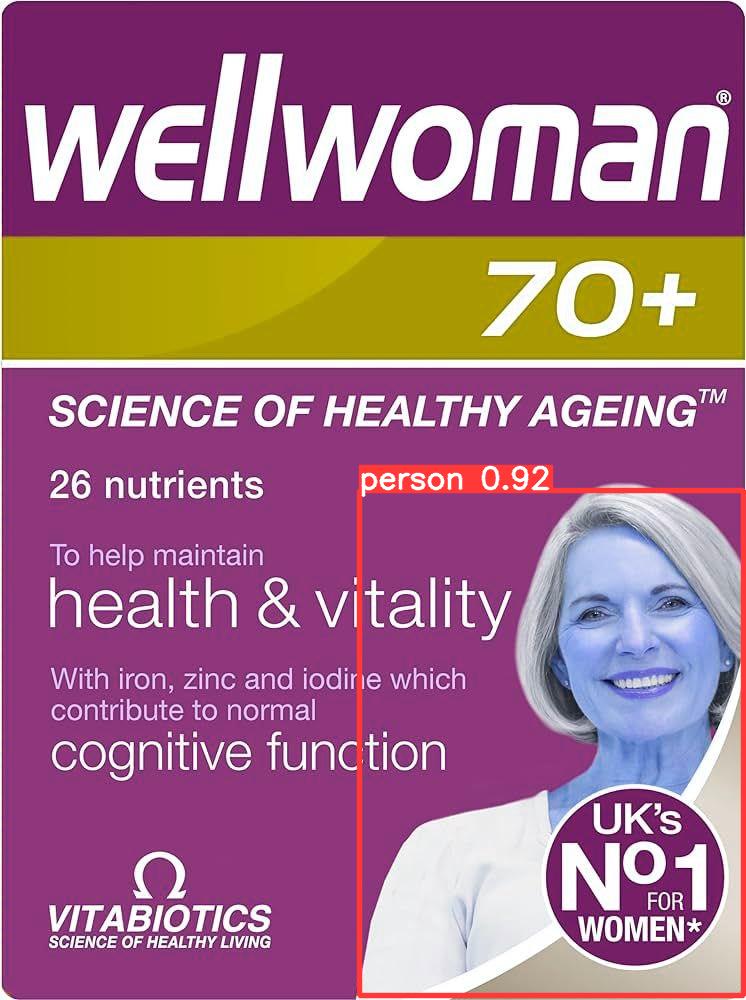 wellwoman®
70+
SCIENCE OF HEALTHY AGEING™
26 nutrients
person 0.92
To help maintain
health & vitality
With iron, zinc and iodine which
contribute to normal
cognitive function
UK's
Nº1
FOR
WOMEN*
VITABIOTICS
SCIENCE OF HEALTHY LIVING